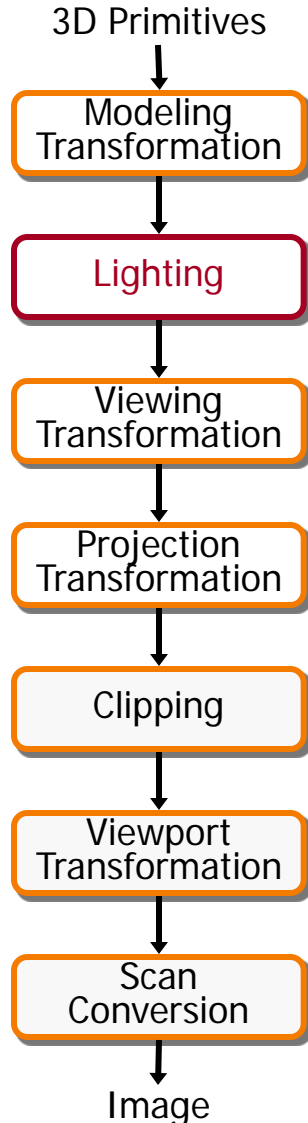 3D Primitives
Modeling
Transformation
Lighting
Viewing
Transformation
Projection
Transformation
Clipping
Viewport
Transformation
Scan
Conversion
Image